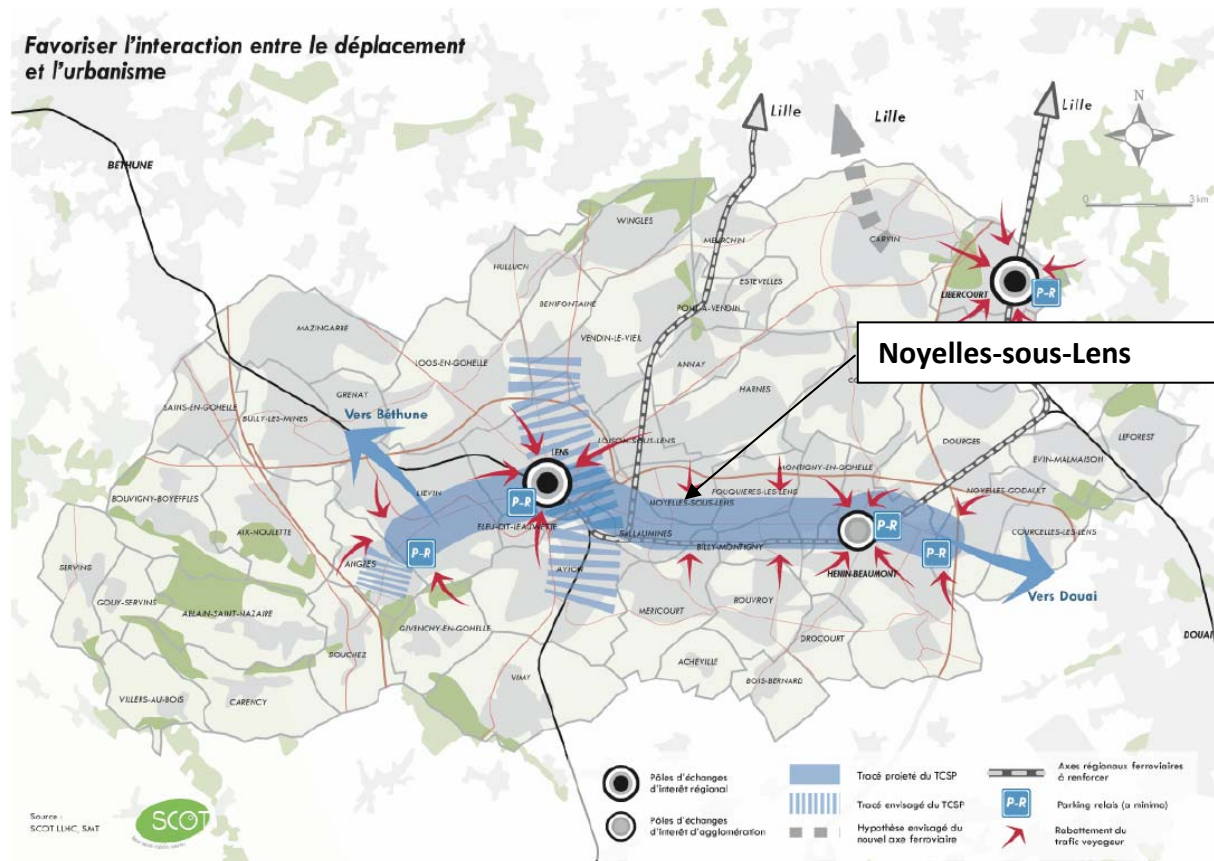 Favoriser l'interaction entre le déplacement
et l'urbanisme
Lille
Lille
Lille
N
0 3 km
BETHUNE
WINGLES
MEURCHIN
CARVIN
HULLUCH
ESTEVELLES
BENIFONTAINE
PONT-A-VENDIN
LIBERCOURT
P-R
MAZINGARBE
VENDIN-LE-VIEIL
LOOS-EN-GOHELLE
ANNAY
Noyelles-sous-Lens
HARNES
GRENAY
SAINS-EN-GOHELLE
BULLY-LES-MINES
Vers Béthune
LOISON-SOUS-LENS
DOURGES
LEFOREST
LENS
EVIN-MALMAISON
MONTIGNY-EN-GOHELLE
LIEVIN
BOUVIGNY-BOYEFFLES
P-R
NOYELLES-SOUS-LENS
FOUQUIERES-LES-LENS
NOYELLES-GODAULT
AIX-NOULETTE
ELEU-DIT-LEAUWETTE
SALLAUMINES
P-R
COURCELLES-LES-LENS
P-R
BILLY-MONTIGNY
P-R
ANGRES
AVION
HENIN-BEAUMONT
SERVINS
GOUY-SERVINS
ABLAIN-SAINT-NAZAIRE
MERICOURT
ROUVROY
Vers Douai
GIVENCHY-EN-GOHELLE
DROCOURT
DOUAI
SOUCHEZ
ACHEVILLE
VIMY
BOIS-BERNARD
VILLERS-AU-BOIS
CARENCY
Pôles d'échanges
d'intérêt régional
Tracé projeté du TCSP
Axes régionaux ferroviaires
à renforcer
Tracé envisagé du TCSP
P-R
Parking relais (a minima)
Pôles d'échanges
d'intérêt d'agglomération
Hypothèse envisagé du
nouvel axe ferroviaire
Rabattement du
trafic voyageur
Source :
SCOT LLHC, SMT
SCOT